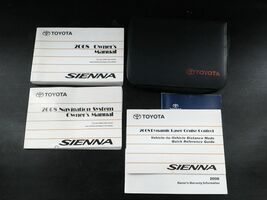 TOYOTA
2008 Owner's
Manual
SIENNA
TOYOTA
TOYOTA
2008 Navigation System
Owner's Manual
SIENNA
TOYOTA
2008 Dynamic Laser Cruise Control
Vehicle-to-Vehicle Distance Mode
Quick Reference Guide
SIENNA
2008
Owner's Warranty Information